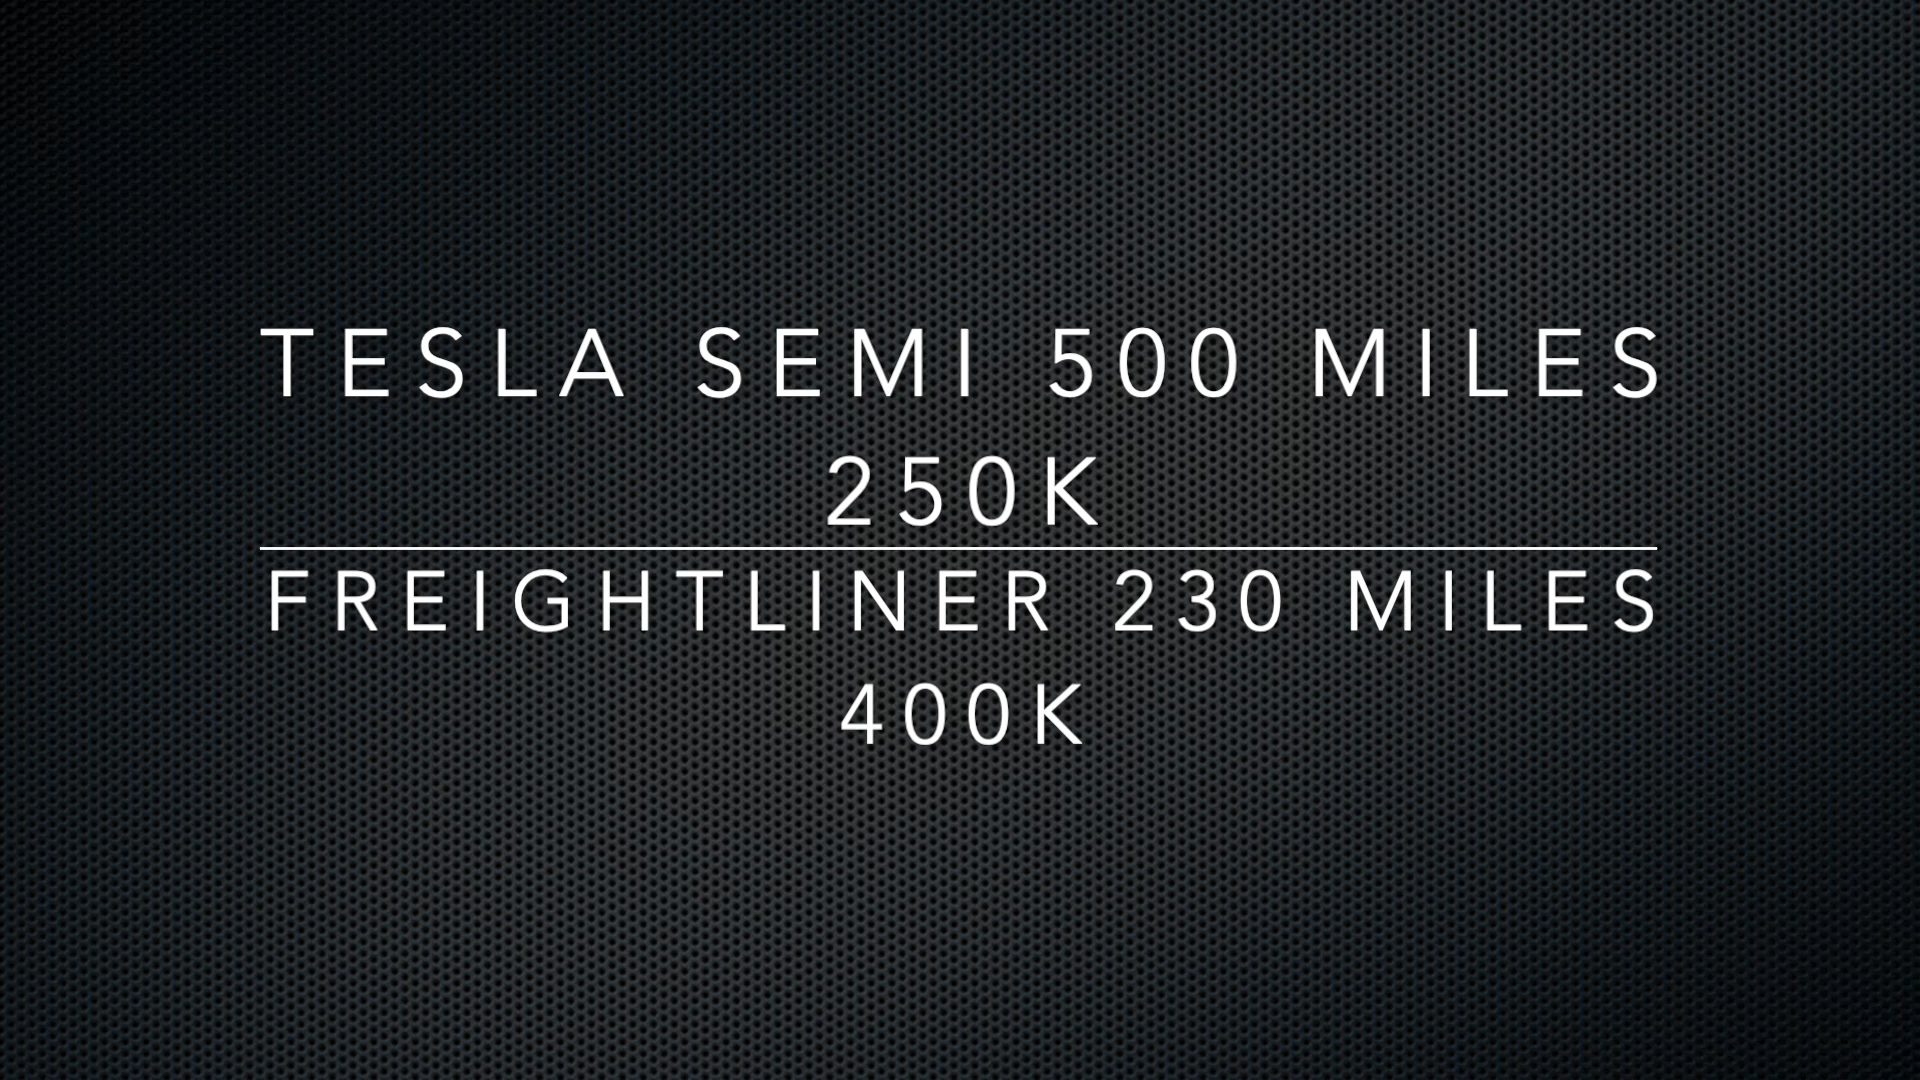 TESLA SEMI 500 MILES
250K
FREIGHTLINER 230 MILES
400K